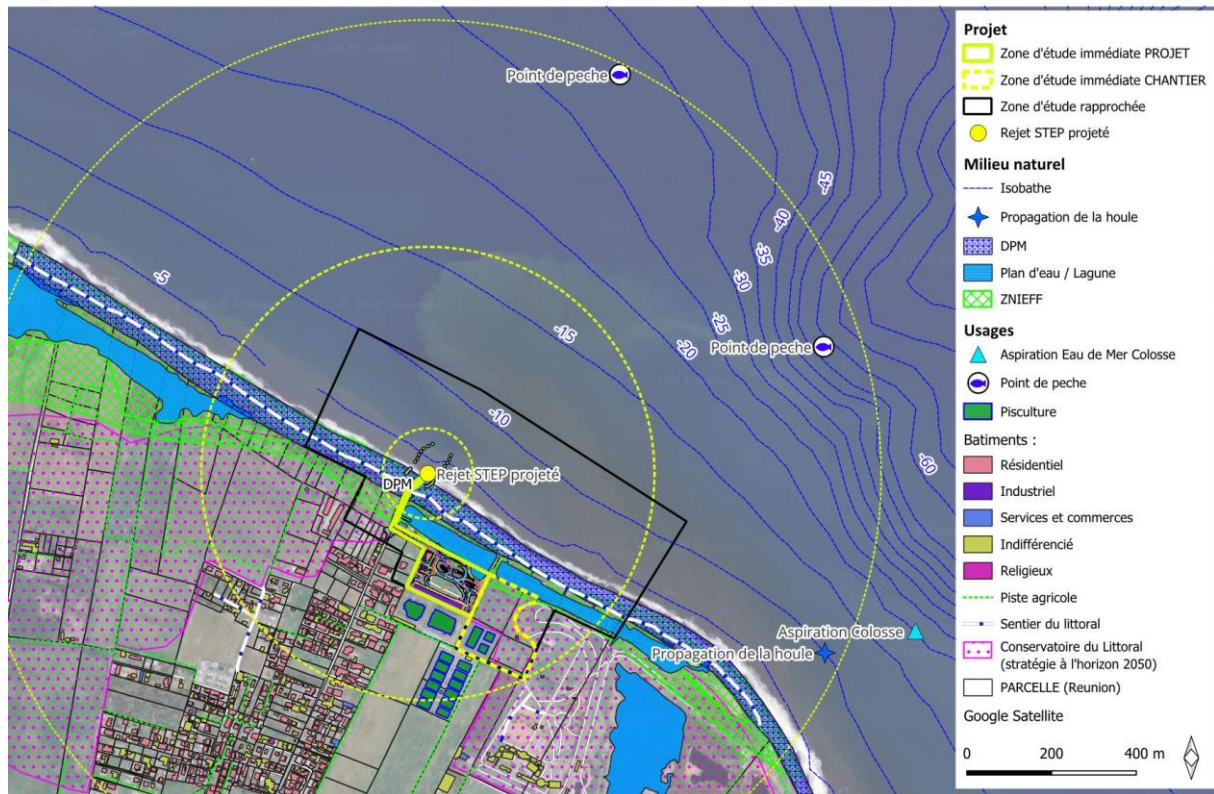 Point de peche
-5
-10
-15
-20
-25
-30
-35
-40
-45
-60
Point de peche
Rejet STEP projeté
DPM
Aspiration Colosse
Propagation de la houle
Projet
Zone d'étude immédiate PROJET
Zone d'étude immédiate CHANTIER
Zone d'étude rapprochée
Rejet STEP projeté
Milieu naturel
Isobathe
Propagation de la houle
DPM
Plan d'eau / Lagune
ZNIEFF
Usages
Aspiration Eau de Mer Colosse
Point de peche
Pisculture
Batiments :
Résidentiel
Industriel
Services et commerces
Indifférencié
Religieux
Piste agricole
Sentier du littoral
Conservatoire du Littoral
(stratégie à l'horizon 2050)
PARCELLE (Reunion)
Google Satellite
0 200 400 m